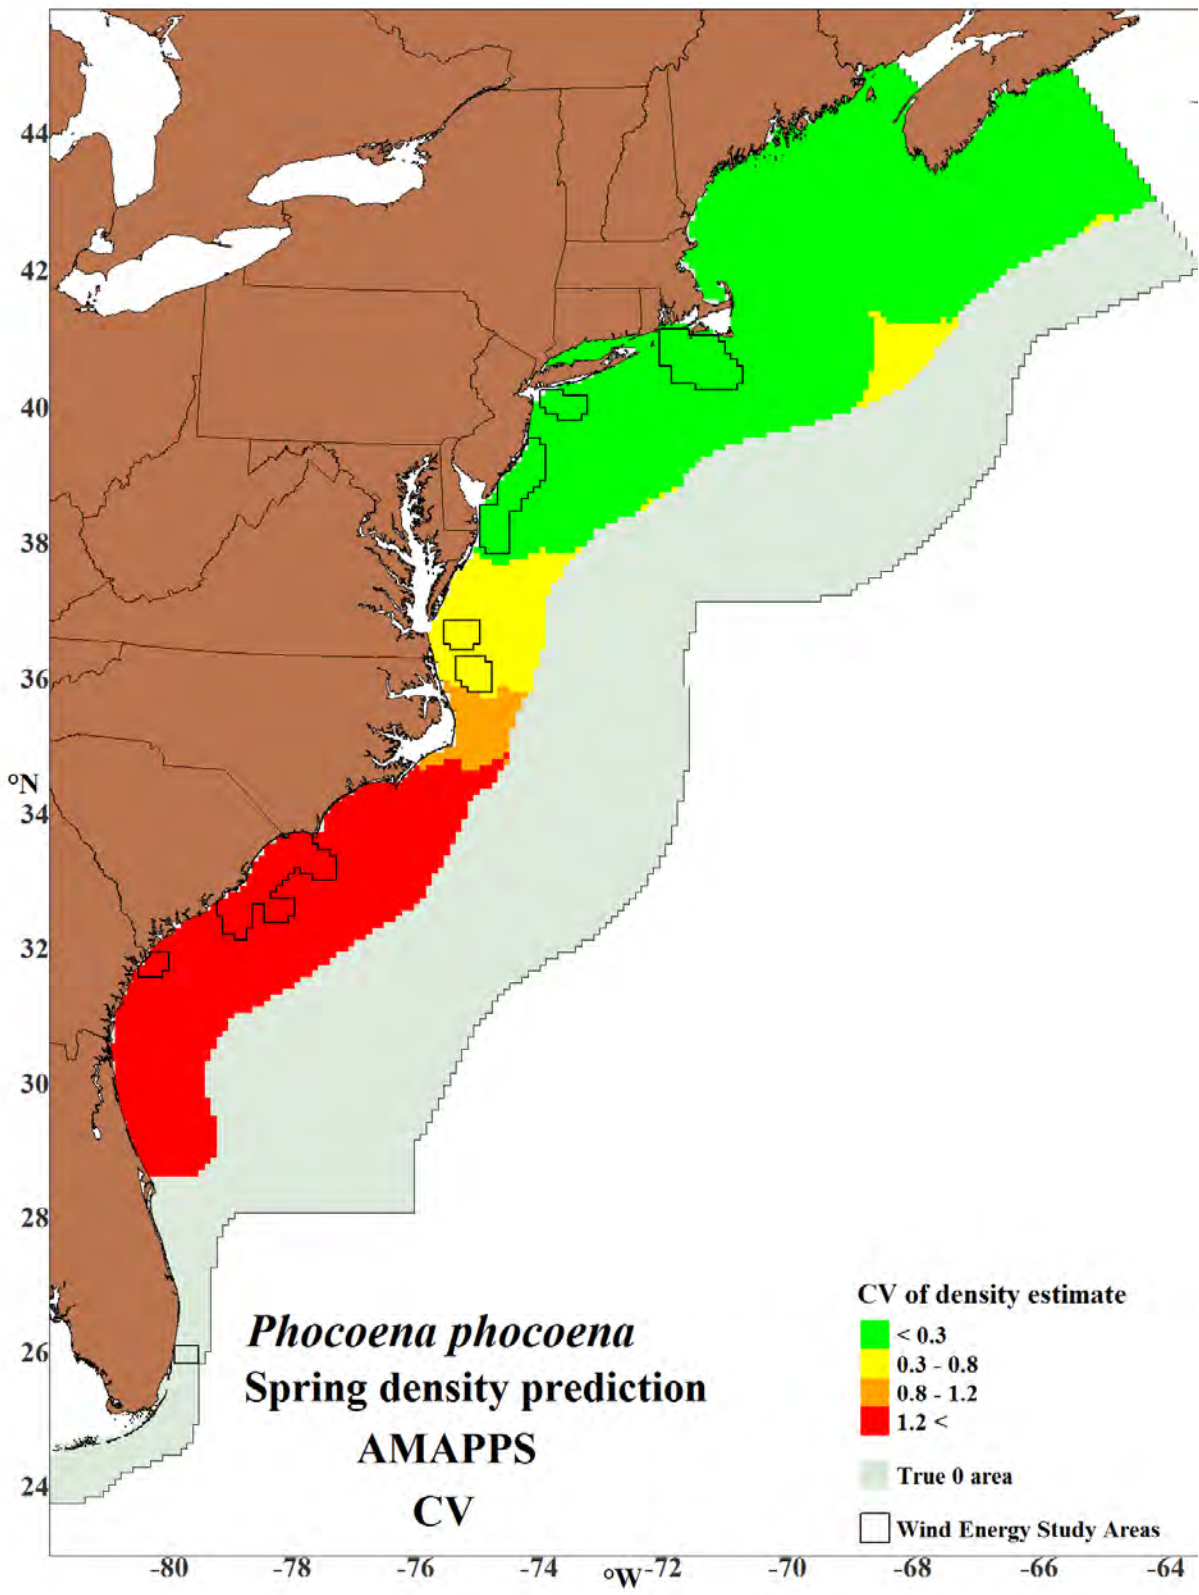 44
42
40
38
36
°N
34
32
30
28
26
24
Phocoena phocoena
Spring density prediction
AMAPPS
CV
CV of density estimate
< 0.3
0.3 - 0.8
0.8 - 1.2
1.2 <
True 0 area
Wind Energy Study Areas
-80 -78 -76 -74 °W -72 -70 -68 -66 -64